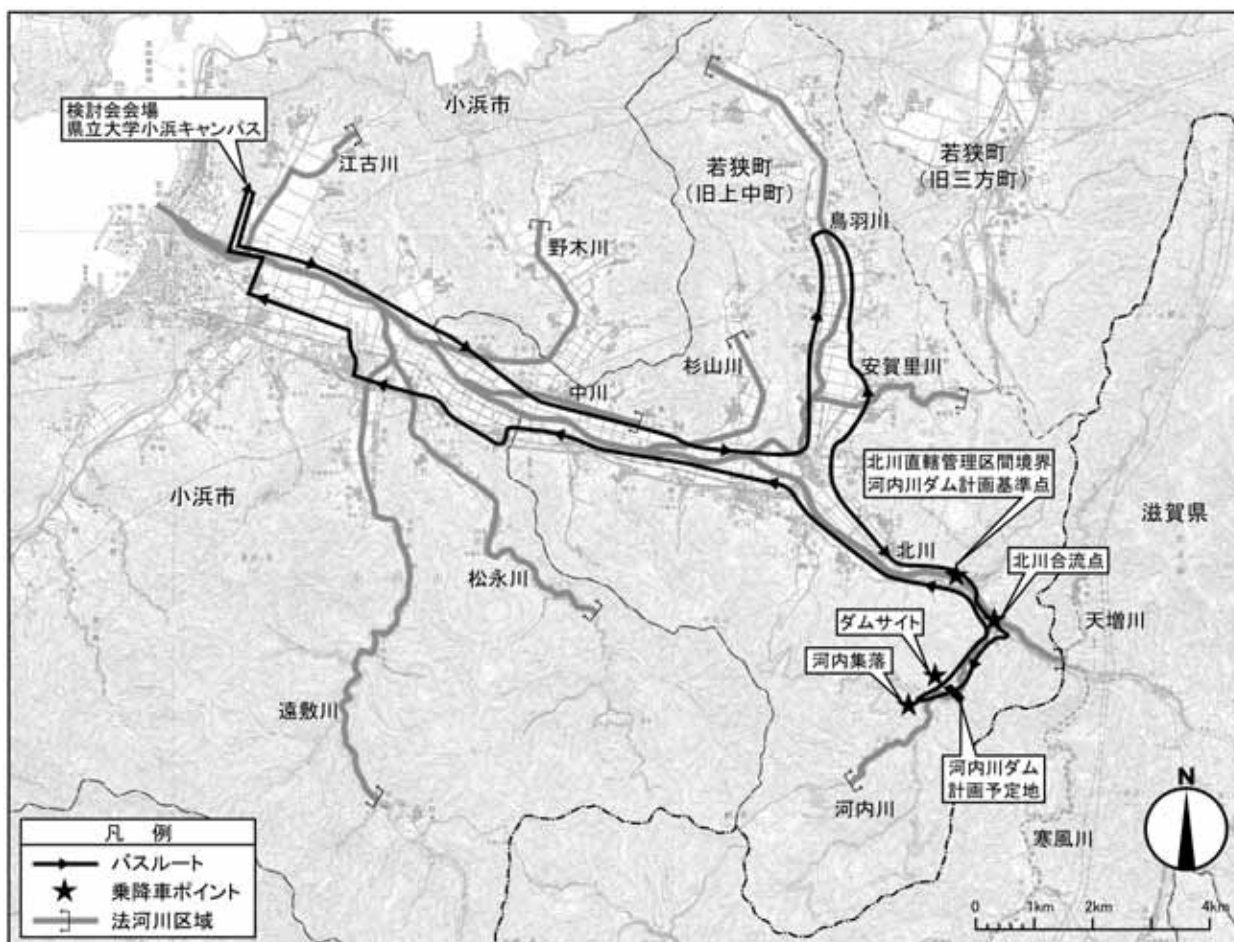 小浜市
検討会会場
県立大学小浜キャンパス
江古川
若狭町
(旧上中町)
若狭町
(旧三方町)
鳥羽川
野木川
杉山川
安賀里川
中川
北川直轄管理区間境界
河内川ダム計画基準点
滋賀県
小浜市
北川
北川合流点
松永川
天増川
ダムサイト
河内集落
遠敷川
河内川ダム
計画予定地
河内川
寒風川
N
凡 例
バスルート
乗降車ポイント
法河川区域
0 1km 2km 4km